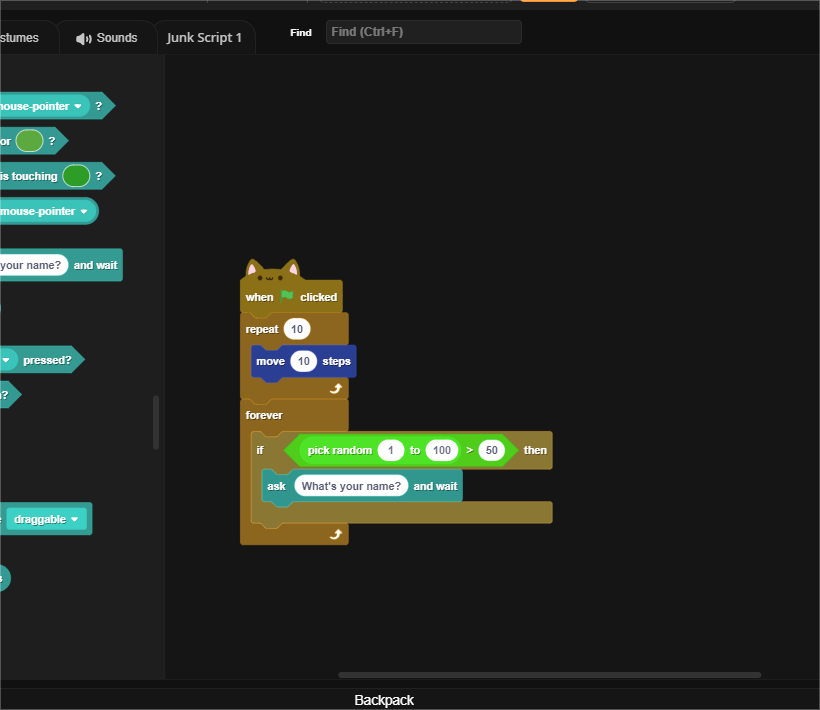 stumes Sounds Junk Script 1 Find Find (Ctrl+F)
mouse-pointer ?
or ?
is touching ?
mouse-pointer
your name? and wait
pressed?
?
draggable
when clicked
repeat 10
move 10 steps
forever
if pick random 1 to 100 > 50 then
ask What's your name? and wait
Backpack